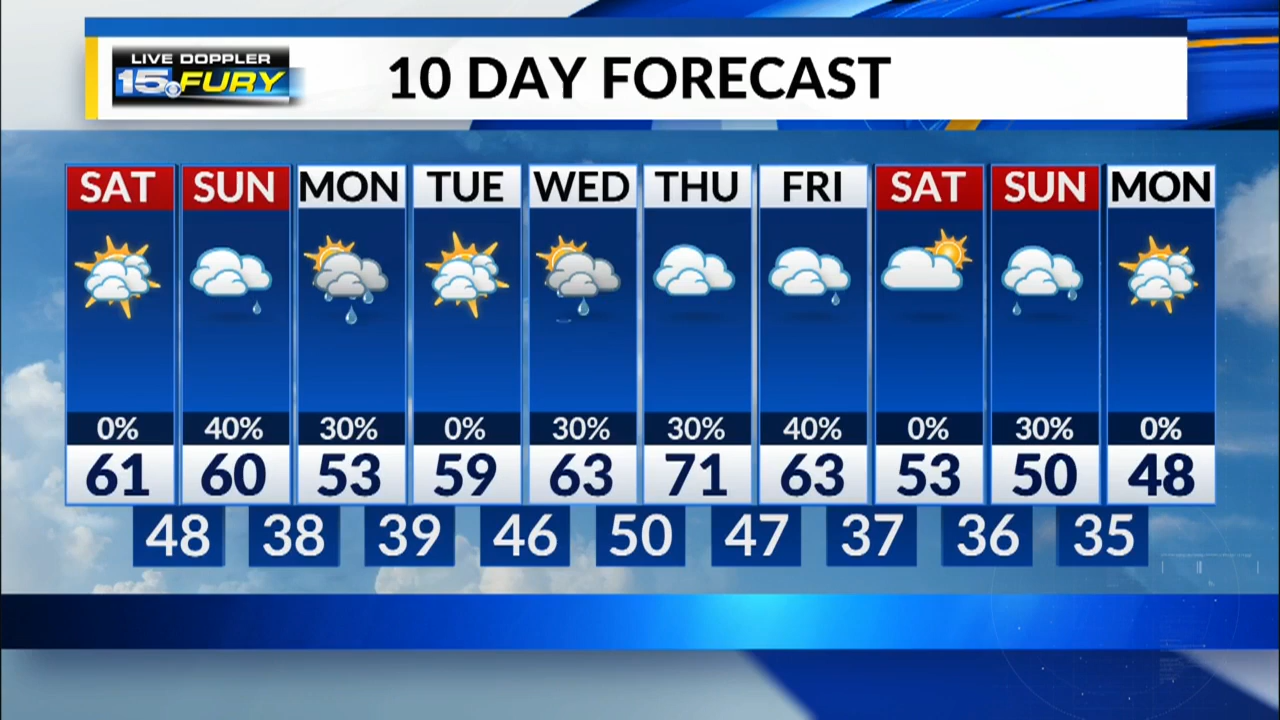 LIVE DOPPLER
15 FURY
10 DAY FORECAST
SAT SUN MON TUE WED THU FRI SAT SUN MON
0% 40% 30% 0% 30% 30% 40% 0% 30% 0%
61 60 53 59 63 71 63 53 50 48
48 38 39 46 50 47 37 36 35